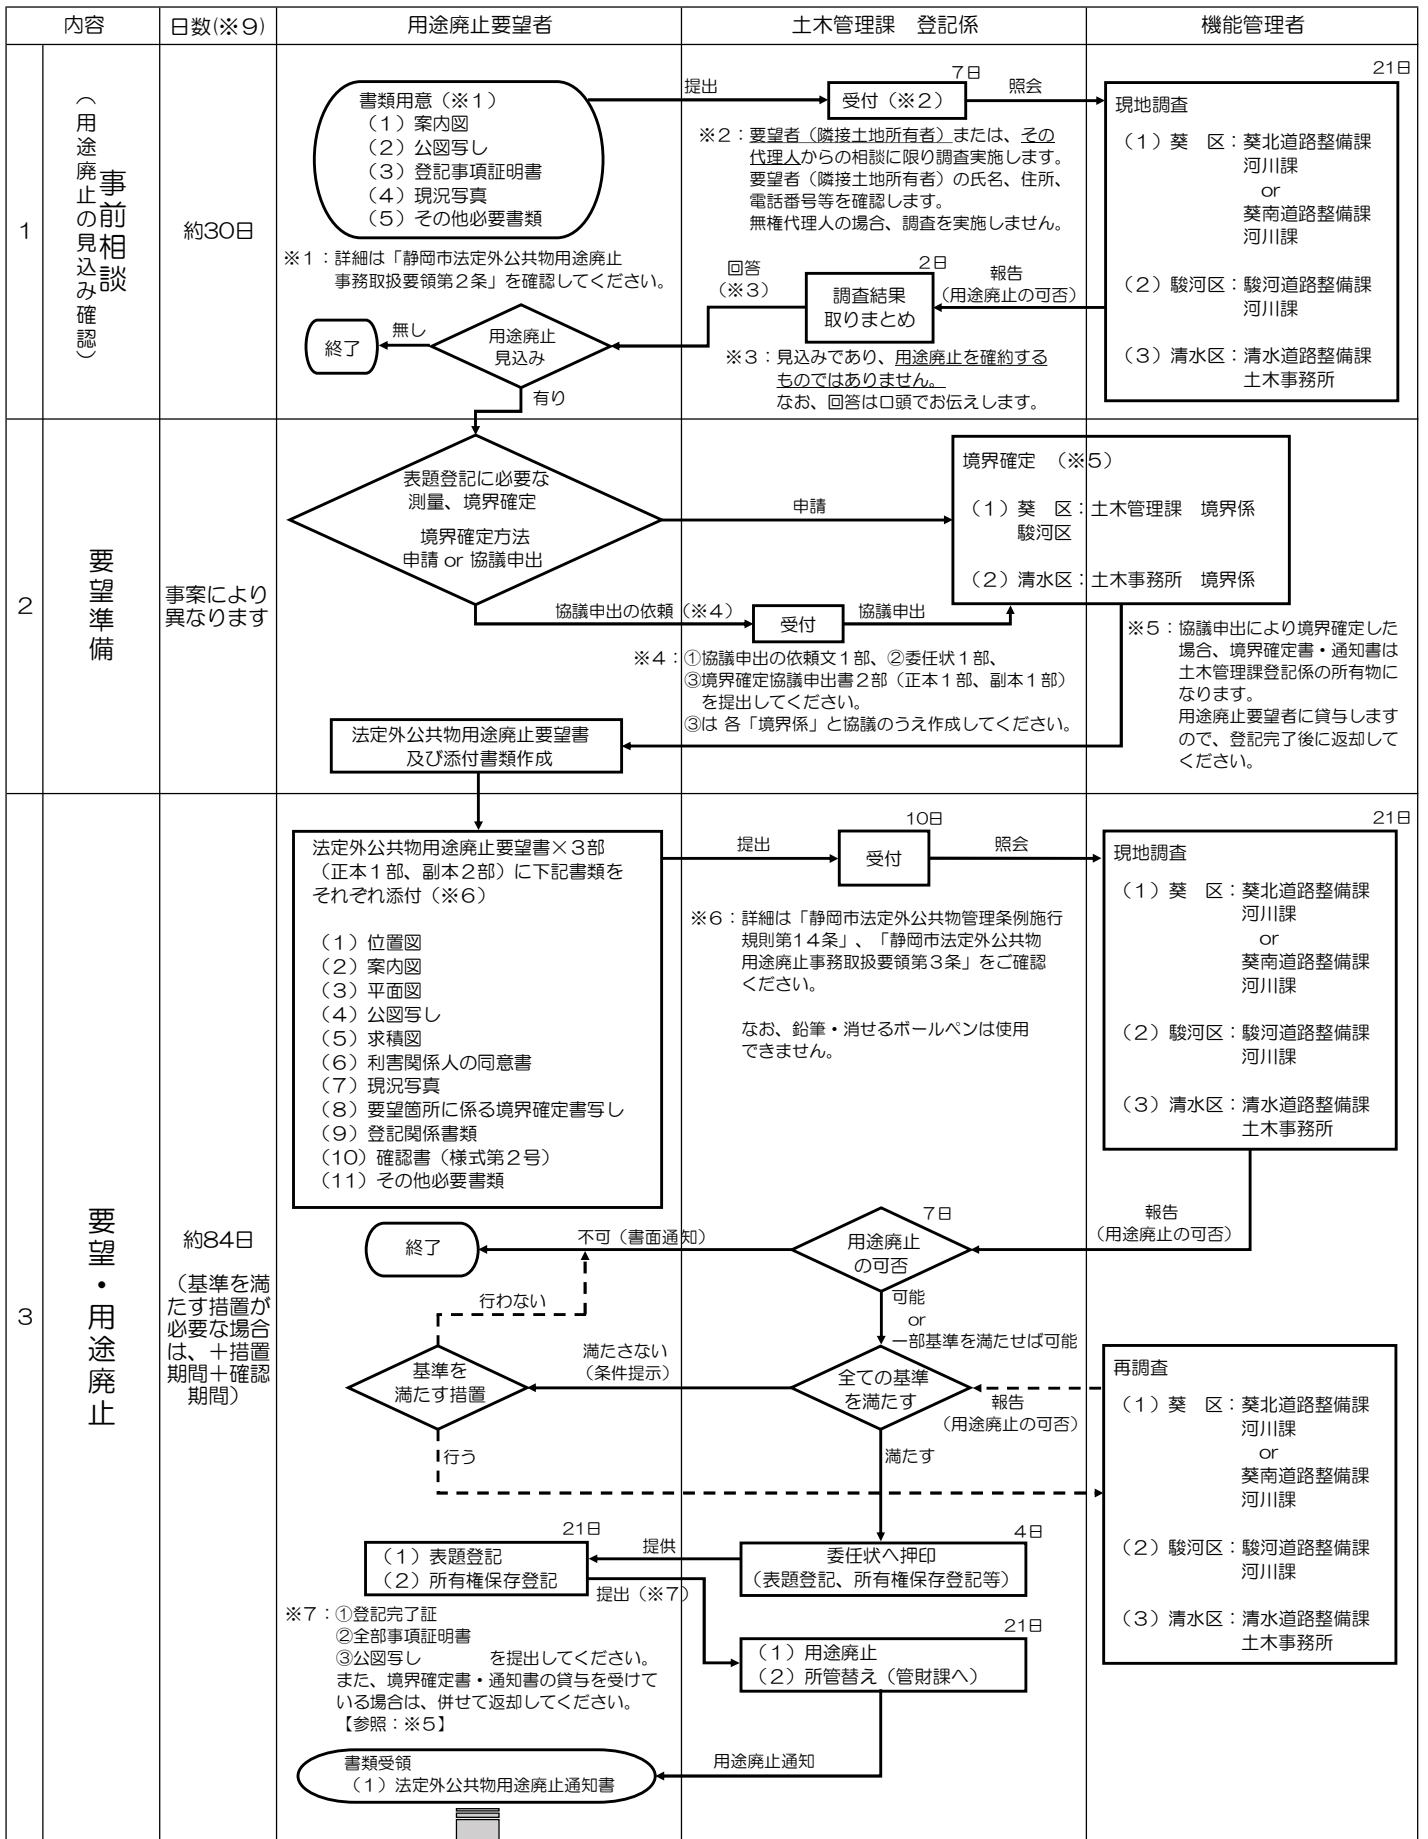 内容
日数(※9)
用途廃止要望者
土木管理課　登記係
機能管理者
1
事前相談
（用途廃止の見込み確認）
約30日
書類用意（※1）
（1）案内図
（2）公図写し
（3）登記事項証明書
（4）現況写真
（5）その他必要書類
※1：詳細は「静岡市法定外公共物用途廃止
事務取扱要領第2条」を確認してください。
提出
7日
受付（※2）
照会
※2：要望者（隣接土地所有者）または、その
代理人からの相談に限り調査実施します。
要望者（隣接土地所有者）の氏名、住所、
電話番号等を確認します。
無権代理人の場合、調査を実施しません。
21日
現地調査
（1）葵　区：葵北道路整備課
河川課
or
葵南道路整備課
河川課
（2）駿河区：駿河道路整備課
河川課
（3）清水区：清水道路整備課
土木事務所
報告
（用途廃止の可否）
2日
調査結果
取りまとめ
回答
（※3）
※3：見込みであり、用途廃止を確約する
ものではありません。
なお、回答は口頭でお伝えします。
用途廃止
見込み
無し
終了
有り
2
要望準備
事案により
異なります
表題登記に必要な
測量、境界確定
境界確定方法
申請 or 協議申出
申請
境界確定　（※5）
（1）葵　区：土木管理課　境界係
駿河区
（2）清水区：土木事務所　境界係
協議申出の依頼（※4）
受付
協議申出
※4：①協議申出の依頼文1部、②委任状1部、
③境界確定協議申出書2部（正本1部、副本1部）
を提出してください。
③は 各「境界係」と協議のうえ作成してください。
※5：協議申出により境界確定した
場合、境界確定書・通知書は
土木管理課登記係の所有物に
なります。
用途廃止要望者に貸与します
ので、登記完了後に返却して
ください。
法定外公共物用途廃止要望書
及び添付書類作成
3
要望・用途廃止
約84日
（基準を満
たす措置が
必要な場合
は、＋措置
期間＋確認
期間）
法定外公共物用途廃止要望書×3部
（正本1部、副本2部）に下記書類を
それぞれ添付（※6）
（1）位置図
（2）案内図
（3）平面図
（4）公図写し
（5）求積図
（6）利害関係人の同意書
（7）現況写真
（8）要望箇所に係る境界確定書写し
（9）登記関係書類
（10）確認書（様式第2号）
（11）その他必要書類
提出
10日
受付
照会
※6：詳細は「静岡市法定外公共物管理条例施行
規則第14条」、「静岡市法定外公共物
用途廃止事務取扱要領第3条」をご確認
ください。
なお、鉛筆・消せるボールペンは使用
できません。
21日
現地調査
（1）葵　区：葵北道路整備課
河川課
or
葵南道路整備課
河川課
（2）駿河区：駿河道路整備課
河川課
（3）清水区：清水道路整備課
土木事務所
報告
（用途廃止の可否）
7日
用途廃止
の可否
不可（書面通知）
終了
可能
or
一部基準を満たせば可能
全ての基準
を満たす
満たさない
（条件提示）
基準を
満たす措置
行わない
行う
再調査
（1）葵　区：葵北道路整備課
河川課
or
葵南道路整備課
河川課
（2）駿河区：駿河道路整備課
河川課
（3）清水区：清水道路整備課
土木事務所
報告
（用途廃止の可否）
満たす
4日
委任状へ押印
（表題登記、所有権保存登記等）
提供
21日
（1）表題登記
（2）所有権保存登記
提出（※7）
※7：①登記完了証
②全部事項証明書
③公図写し　　　を提出してください。
また、境界確定書・通知書の貸与を受けて
いる場合は、併せて返却してください。
【参照：※5】
21日
（1）用途廃止
（2）所管替え（管財課へ）
用途廃止通知
書類受領
（1）法定外公共物用途廃止通知書